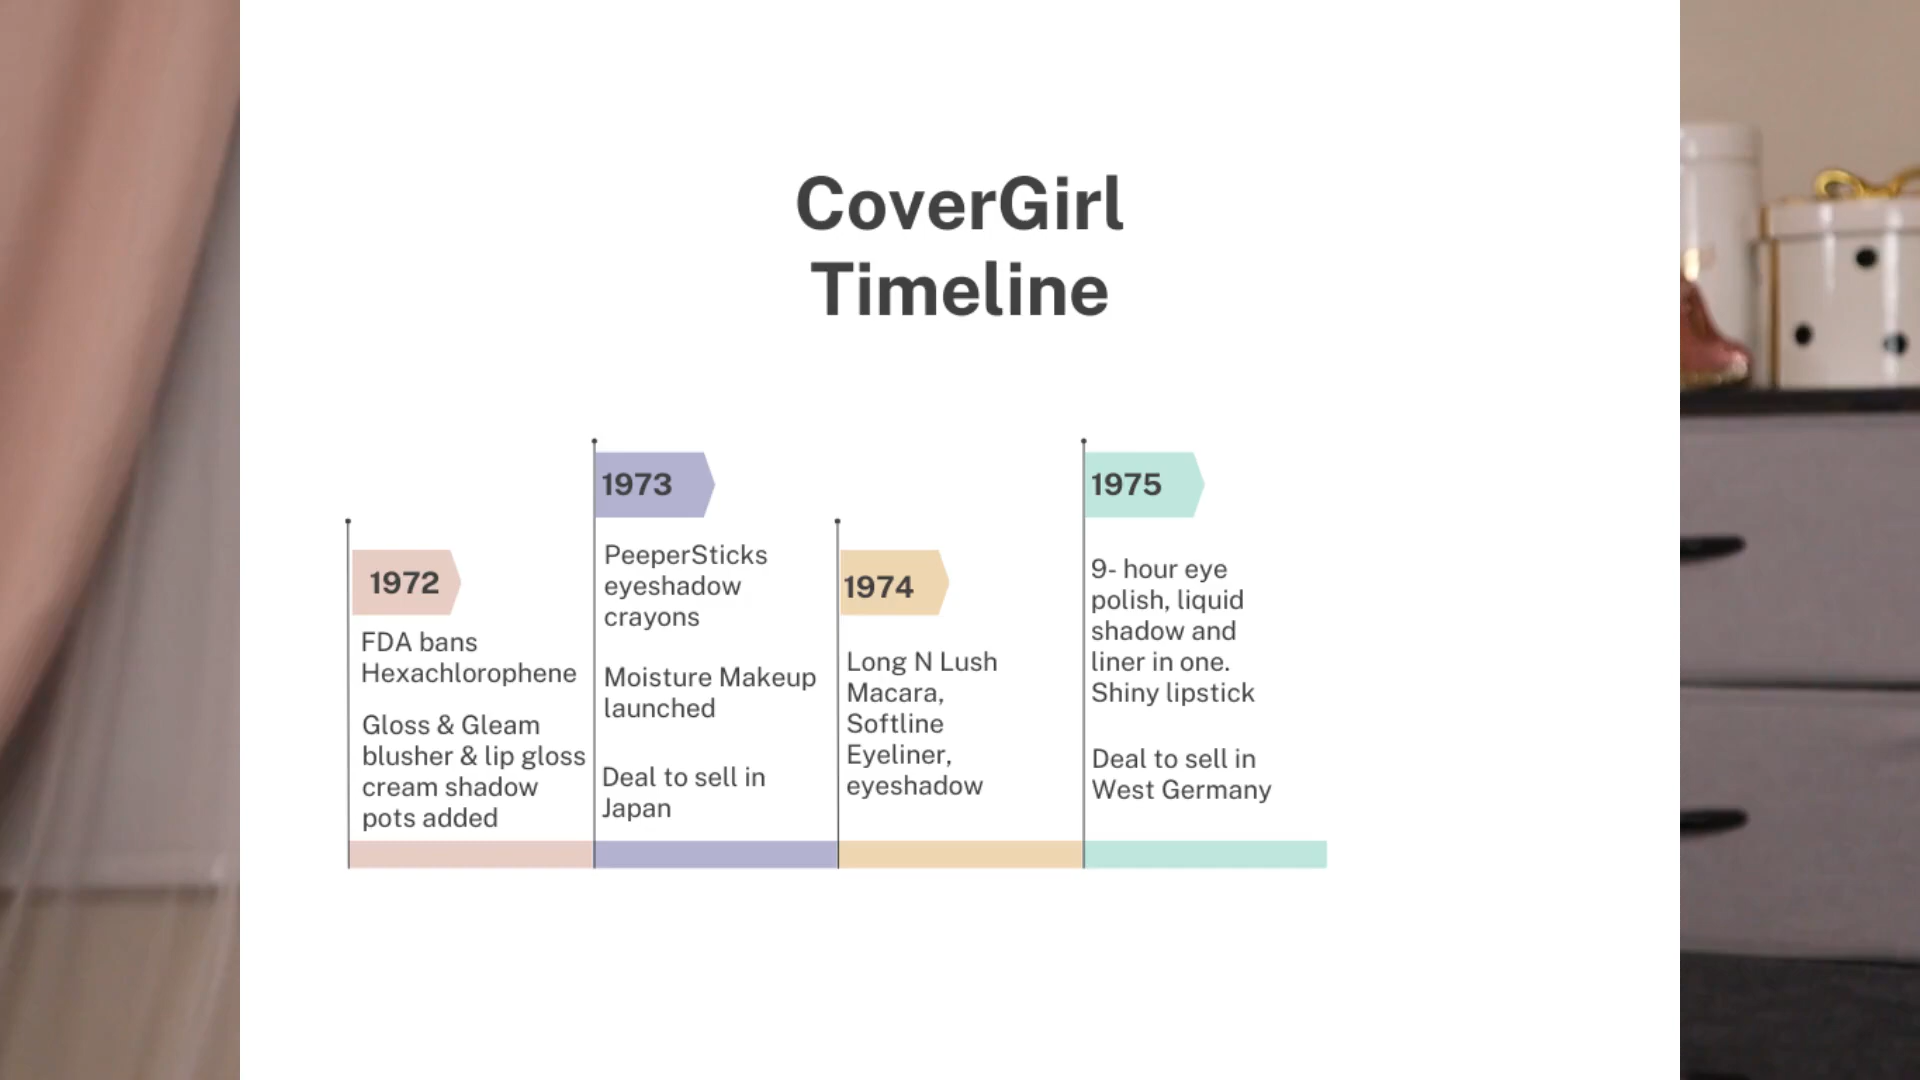 CoverGirl
Timeline
1972
FDA bans
Hexachlorophene
Gloss & Gleam
blusher & lip gloss
cream shadow
pots added
1973
PeeperSticks
eyeshadow
crayons
Moisture Makeup
launched
Deal to sell in
Japan
1974
Long N Lush
Macara,
Softline
Eyeliner,
eyeshadow
1975
9- hour eye
polish, liquid
shadow and
liner in one.
Shiny lipstick
Deal to sell in
West Germany